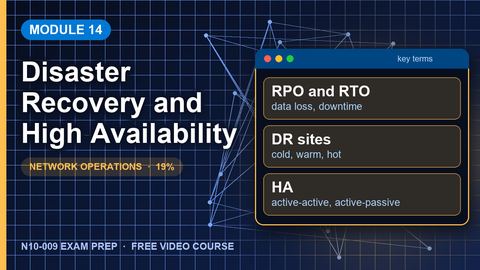 MODULE 14
Disaster
Recovery and
High Availability
NETWORK OPERATIONS · 19%
N10-009 EXAM PREP · FREE VIDEO COURSE
key terms
RPO and RTO
data loss, downtime
DR sites
cold, warm, hot
HA
active-active, active-passive